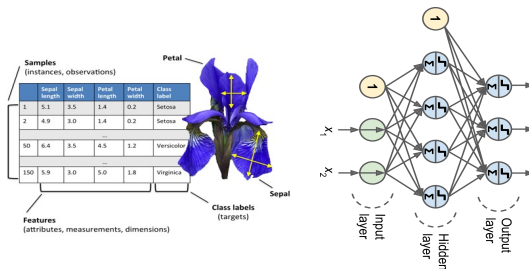 Samples
(instances, observations)
Petal
Sepal length Sepal width Petal length Petal width Class label
1 5.1 3.5 1.4 0.2 Setosa
2 4.9 3.0 1.4 0.2 Setosa
...
50 6.4 3.5 4.5 1.2 Versicolor
...
150 5.9 3.0 5.0 1.8 Virginica
Sepal
Class labels
(targets)
Features
(attributes, measurements, dimensions)
1
1
Σ
Σ
Σ
Σ
Σ
Σ
Σ
x1
x2
Input layer
Hidden layer
Output layer